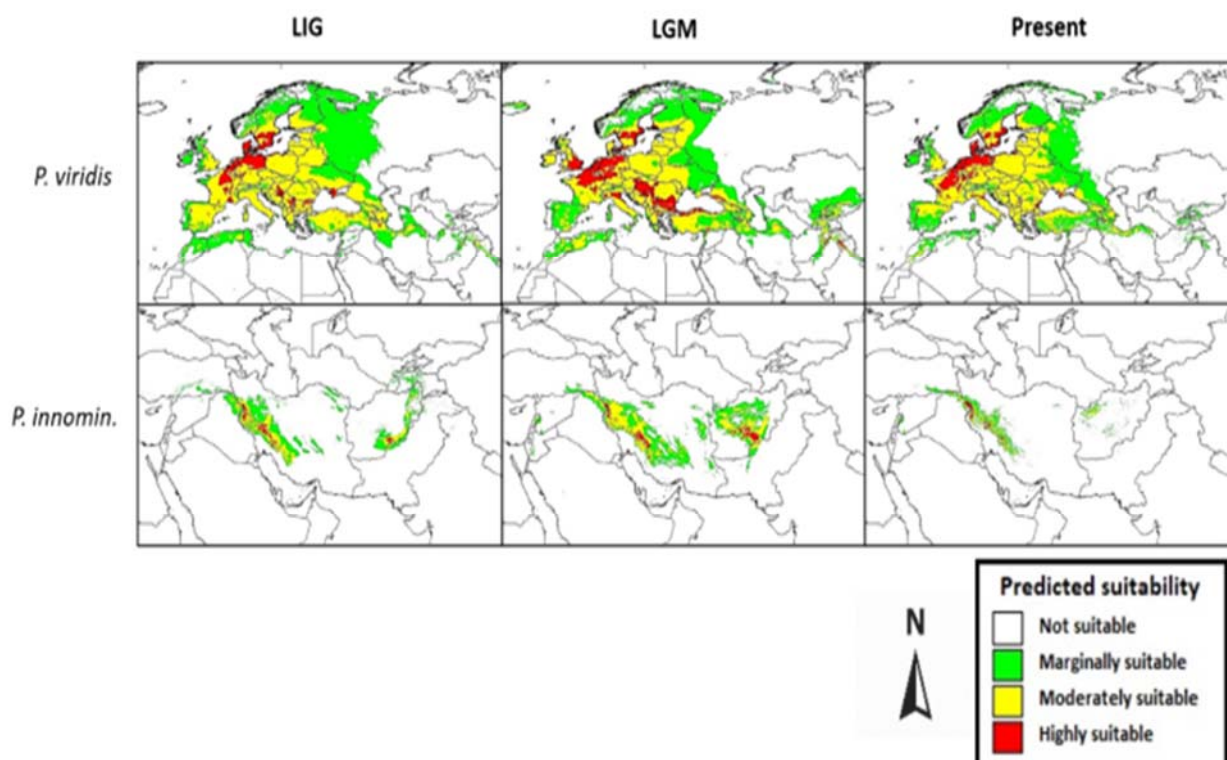 LIG LGM Present
P. viridis
P. innomin.
N
Predicted suitability
Not suitable
Marginally suitable
Moderately suitable
Highly suitable